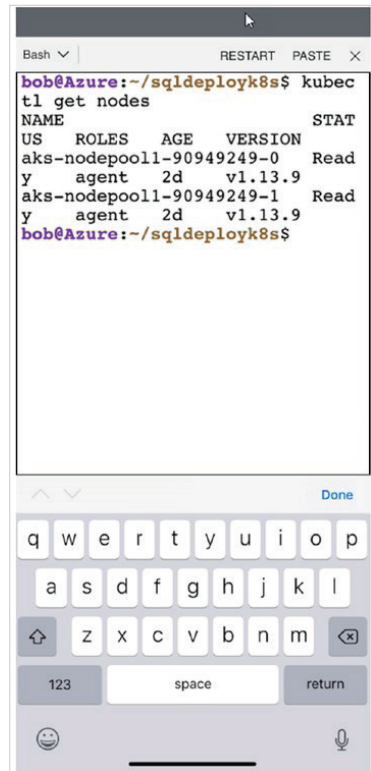 Bash RESTART PASTE ×
bob@Azure:~/sqldeployk8s$ kubec
tl get nodes
NAME STAT
US ROLES AGE VERSION
aks-nodepool1-90949249-0 Read
y agent 2d v1.13.9
aks-nodepool1-90949249-1 Read
y agent 2d v1.13.9
bob@Azure:~/sqldeployk8s$
Done
q w e r t y u i o p
a s d f g h j k l
z x c v b n m
123 space return